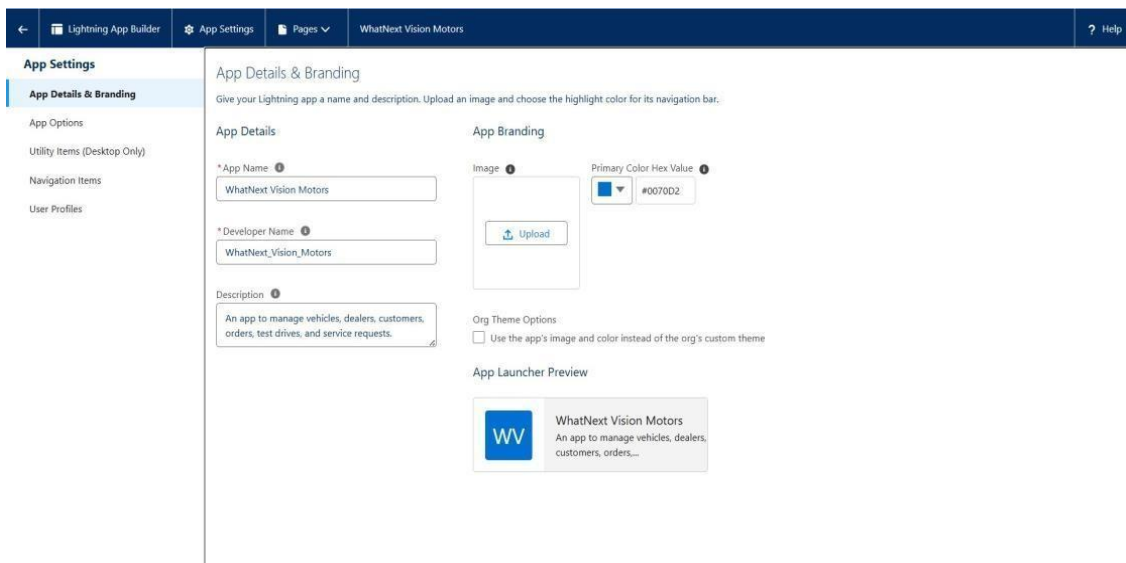 Lightning App Builder
App Settings
Pages
WhatNext Vision Motors
? Help
App Settings
App Details & Branding
App Options
Utility Items (Desktop Only)
Navigation Items
User Profiles
App Details & Branding
Give your Lightning app a name and description. Upload an image and choose the highlight color for its navigation bar.
App Details
*App Name
WhatNext Vision Motors
*Developer Name
WhatNext_Vision_Motors
Description
An app to manage vehicles, dealers, customers,
orders, test drives, and service requests.
App Branding
Image
Upload
Primary Color Hex Value
#0070D2
Org Theme Options
Use the app's image and color instead of the org's custom theme
App Launcher Preview
WV
WhatNext Vision Motors
An app to manage vehicles, dealers,
customers, orders,...